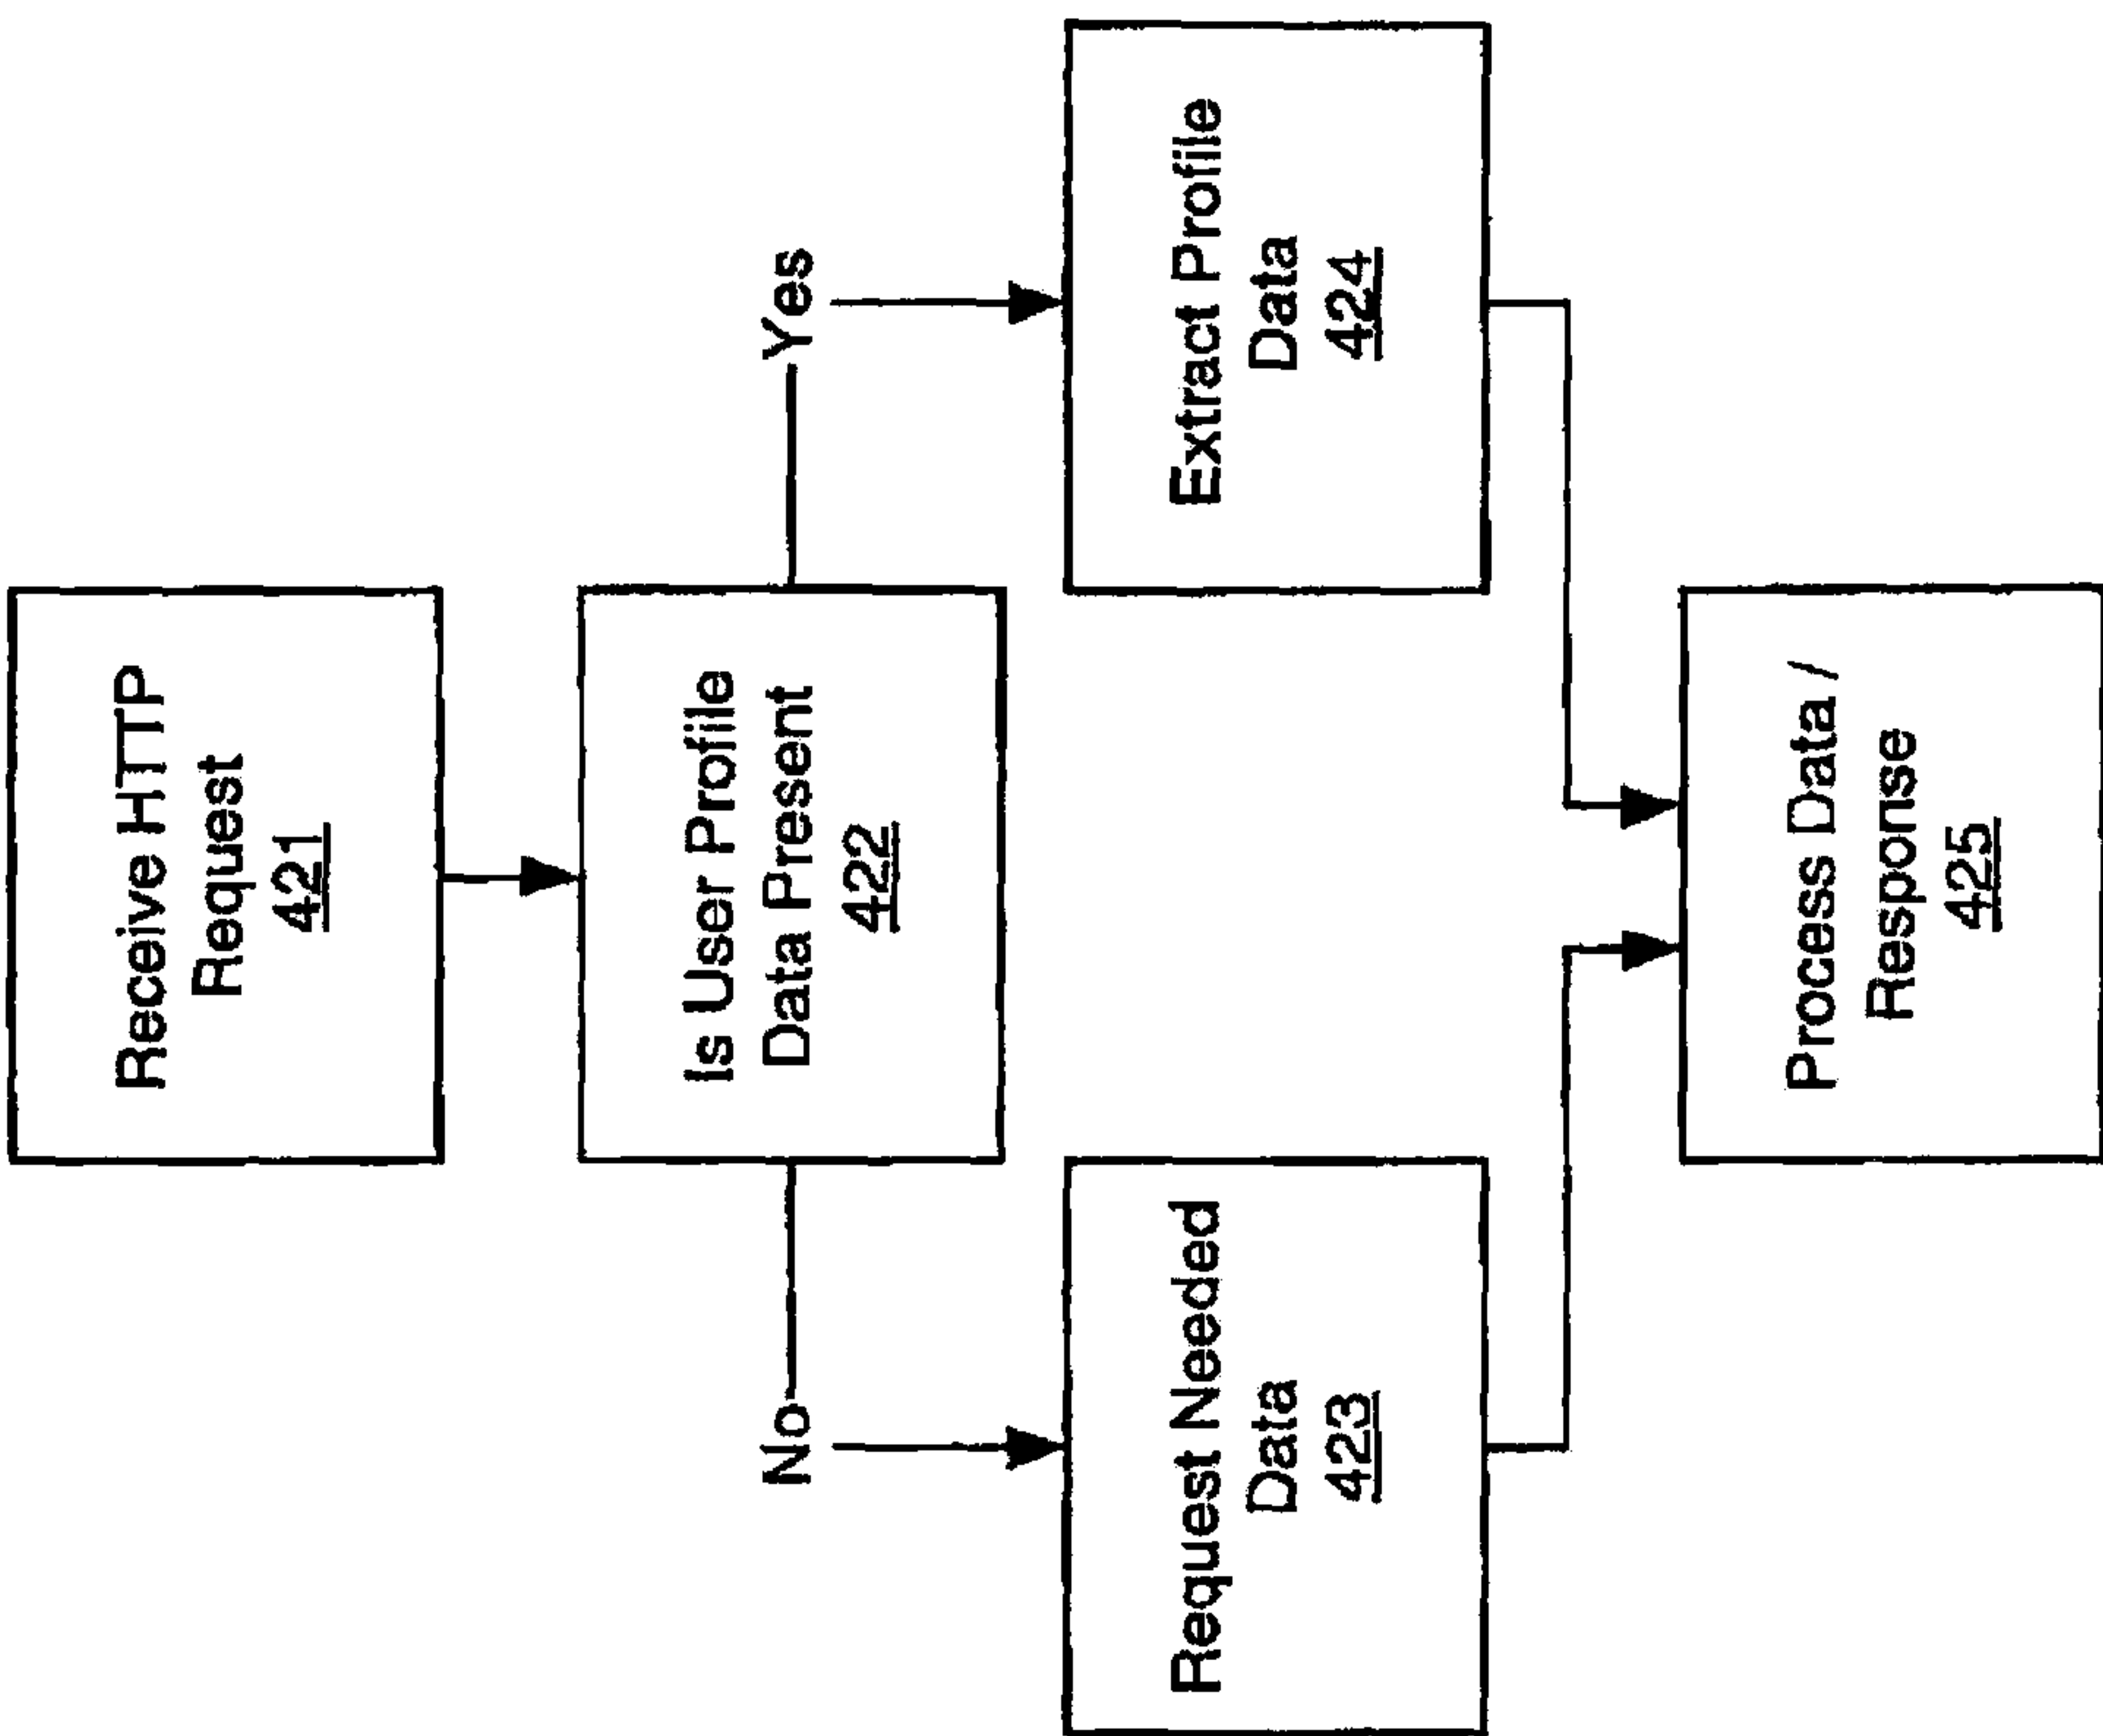 Receive HTTP
Request
421
Is User Profile
Data Present
422
No
Yes
Request Needed
Data
423
Extract Profile
Data
424
Process Data /
Response
425